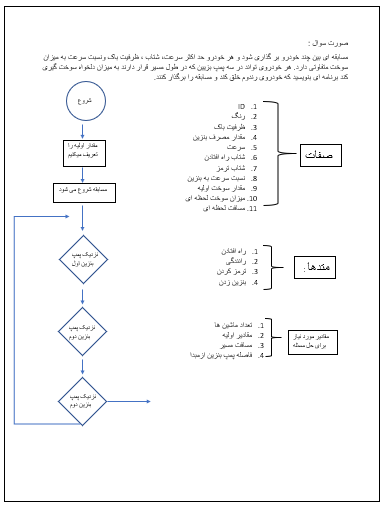 صورت سوال :
مسابقه ای بین چند خودرو بر گذاری شود و هر خودرو حد اکثر سرعت، شتاب ، ظرفیت باک ونسبت سرعت به میزان
سوخت متفاوتی دارد. هر خودروی تواند در سه پمپ بزیین که در طول مسیر قرار دارند به میزان دلخواه سوخت گیری
کند برنامه ای بنویسید که خودروی رندوم خلق کند و مسابقه را برگذار کنند.
شروع
مقدار اولیه را
تعریف میکنیم
مسابقه شروع می شود
نزدیک پمپ
بنزین اول
نزدیک پمپ
بنزین دوم
نزدیک پمپ
بنزین دوم
صفات
1. ID
2. رنگ
3. ظرفیت باک
4. مقدار مصرف بنزین
5. سرعت
6. شتاب راه افتادن
7. شتاب ترمز
8. نسبت سرعت به بنزین
9. مقدار سوخت اولیه
10. میزان سوخت لحظه ای
11. مسافت لحظه ای
متدها :
1. راه افتادن
2. رانندگی
3. ترمز کردن
4. بنزین زدن
مقادیر مورد نیاز
برای حل مسئله
1. تعداد ماشین ها
2. مقادیر اولیه
3. مسافت مسیر
4. فاصله پمپ بنزین ازمبدا